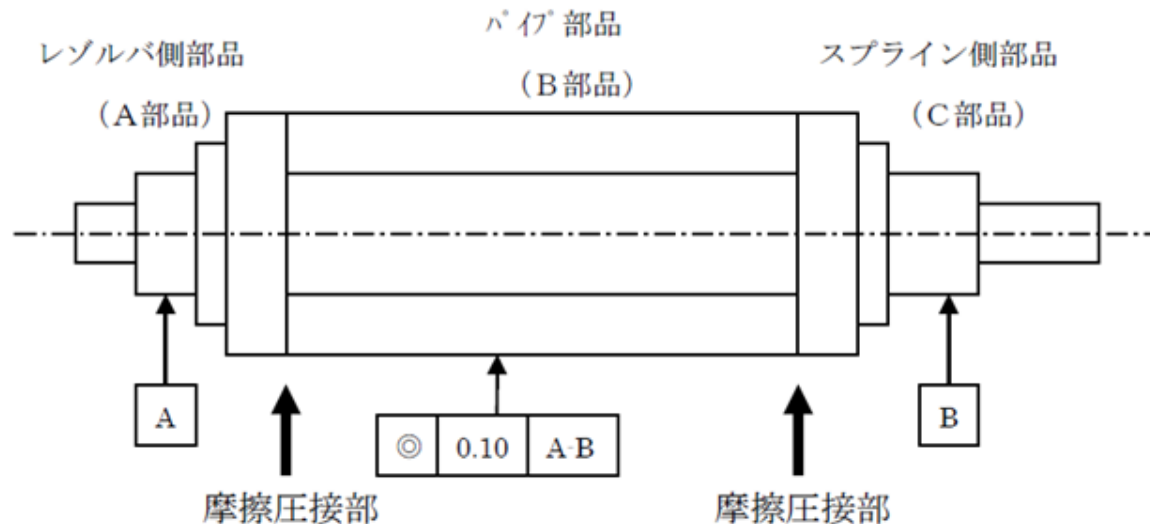 ﾊﾟｲﾌﾟ部品
(B部品)
レゾルバ側部品
(A部品)
スプライン側部品
(C部品)
A
◎ 0.10 A-B
B
摩擦圧接部
摩擦圧接部